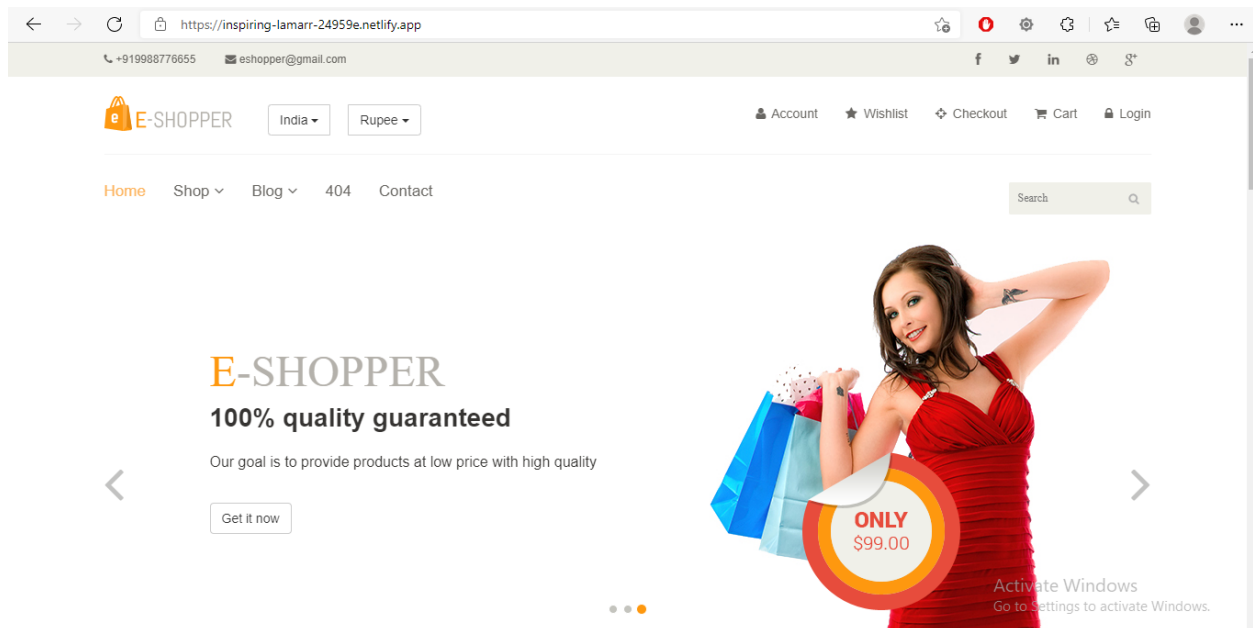 https://inspiring-lamarr-24959e.netlify.app
+919988776655 eshopper@gmail.com
E-SHOPPER India Rupee Account Wishlist Checkout Cart Login
Home Shop Blog 404 Contact Search
E-SHOPPER
100% quality guaranteed
Our goal is to provide products at low price with high quality
Get it now
ONLY
$99.00
Activate Windows
Go to Settings to activate Windows.